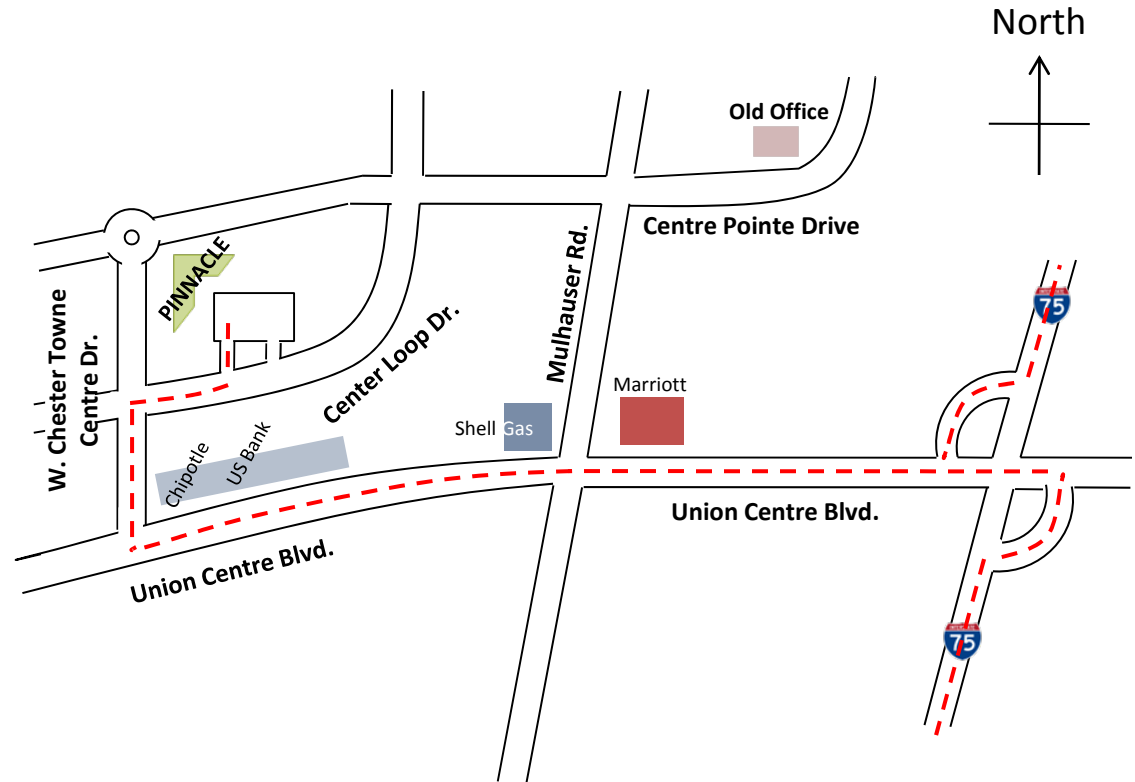 North
Old Office
Centre Pointe Drive
PINNACLE
W. Chester Towne
Centre Dr.
Center Loop Dr.
Mulhauser Rd.
75
Marriott
Shell Gas
Chipotle
US Bank
Union Centre Blvd.
Union Centre Blvd.
75